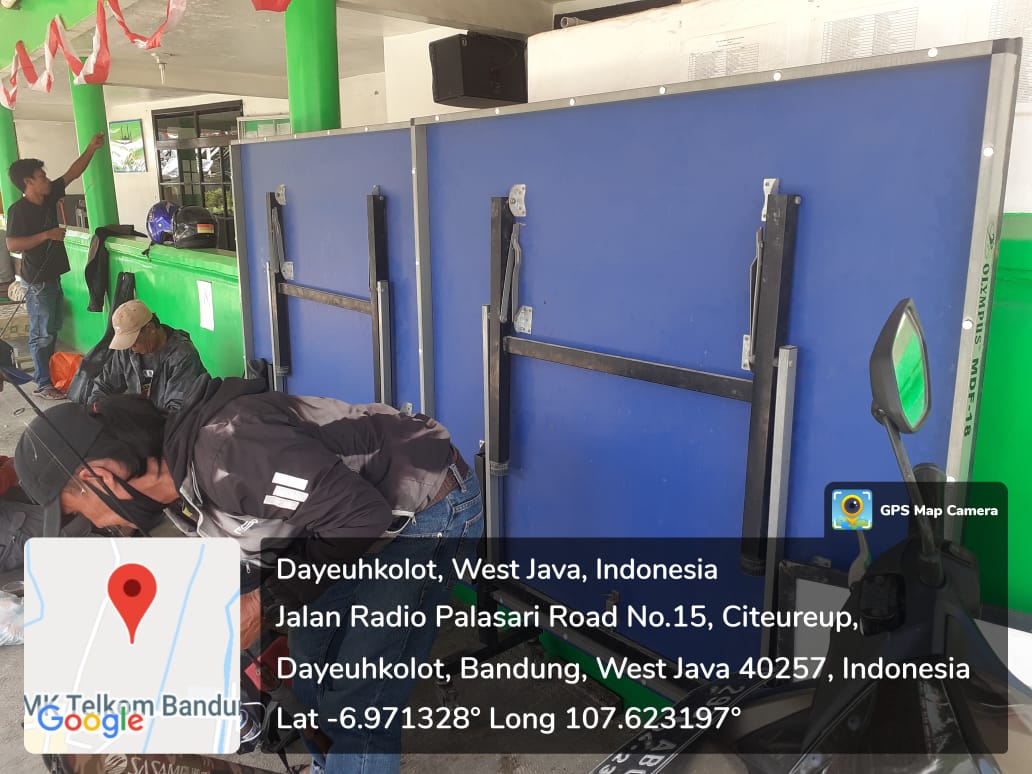 OLYMPUS MDF-18
GPS Map Camera
Dayeuhkolot, West Java, Indonesia
Jalan Radio Palasari Road No.15, Citeureup,
Dayeuhkolot, Bandung, West Java 40257, Indonesia
Lat -6.971328° Long 107.623197°
MK Telkom Bandu
Google